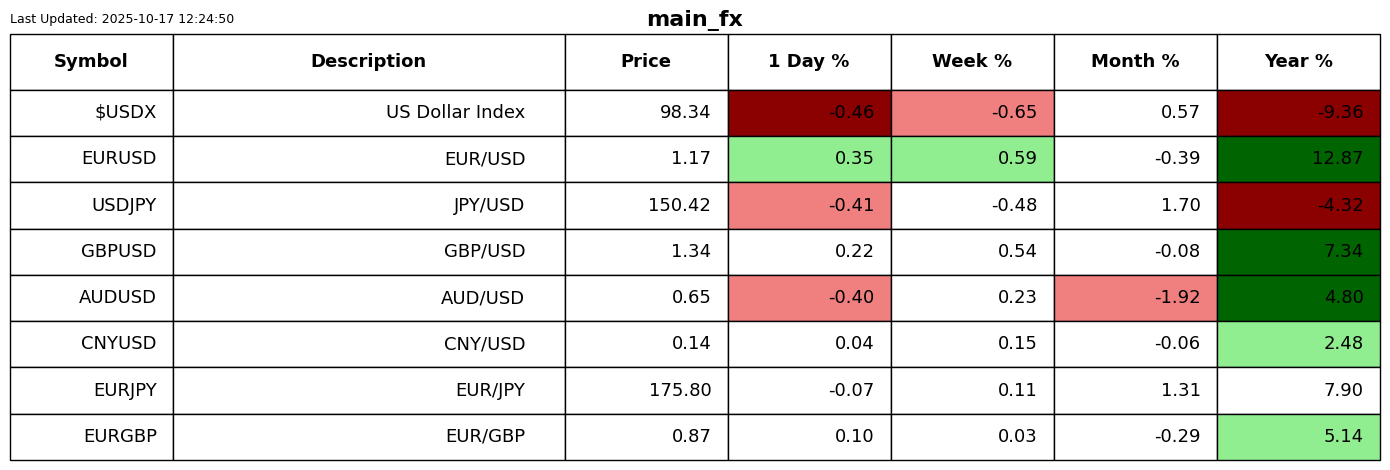 Last Updated: 2025-10-17 12:24:50
main_fx
Symbol Description Price 1 Day % Week % Month % Year %
$USDX US Dollar Index 98.34 -0.46 -0.65 0.57 -9.36
EURUSD EUR/USD 1.17 0.35 0.59 -0.39 12.87
USDJPY JPY/USD 150.42 -0.41 -0.48 1.70 -4.32
GBPUSD GBP/USD 1.34 0.22 0.54 -0.08 7.34
AUDUSD AUD/USD 0.65 -0.40 0.23 -1.92 4.80
CNYUSD CNY/USD 0.14 0.04 0.15 -0.06 2.48
EURJPY EUR/JPY 175.80 -0.07 0.11 1.31 7.90
EURGBP EUR/GBP 0.87 0.10 0.03 -0.29 5.14